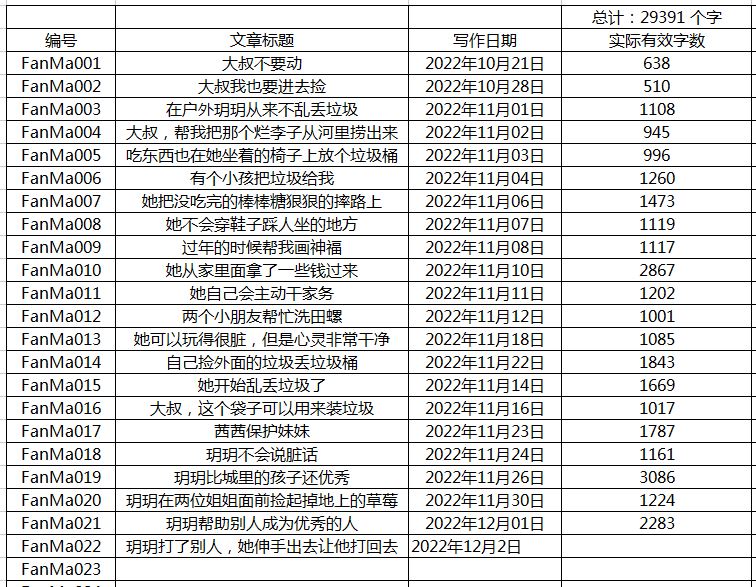 总计：29391 个字
编号 文章标题 写作日期 实际有效字数
FanMa001 大叔不要动 2022年10月21日 638
FanMa002 大叔我也要进去捡 2022年10月28日 510
FanMa003 在户外玥玥从来不乱丢垃圾 2022年11月01日 1108
FanMa004 大叔，帮我把那个烂李子从河里捞出来 2022年11月02日 945
FanMa005 吃东西也在她坐着的椅子上放个垃圾桶 2022年11月03日 996
FanMa006 有个小孩把垃圾给我 2022年11月04日 1260
FanMa007 她把没吃完的棒棒糖狠狠的摔路上 2022年11月06日 1473
FanMa008 她不会穿鞋子踩人坐的地方 2022年11月07日 1119
FanMa009 过年的时候帮我画神福 2022年11月08日 1117
FanMa010 她从家里面拿了一些钱过来 2022年11月10日 2867
FanMa011 她自己会主动干家务 2022年11月11日 1202
FanMa012 两个小朋友帮忙洗田螺 2022年11月12日 1001
FanMa013 她可以玩得很脏，但是心灵非常干净 2022年11月18日 1085
FanMa014 自己捡外面的垃圾丢垃圾桶 2022年11月22日 1843
FanMa015 她开始乱丢垃圾了 2022年11月14日 1669
FanMa016 大叔，这个袋子可以用来装垃圾 2022年11月16日 1017
FanMa017 茜茜保护妹妹 2022年11月23日 1787
FanMa018 玥玥不会说脏话 2022年11月24日 1161
FanMa019 玥玥比城里的孩子还优秀 2022年11月26日 3086
FanMa020 玥玥在两位姐姐面前捡起掉地上的草莓 2022年11月30日 1224
FanMa021 玥玥帮助别人成为优秀的人 2022年12月01日 2283
FanMa022 玥玥打了别人，她伸手出去让他打回去 2022年12月2日
FanMa023